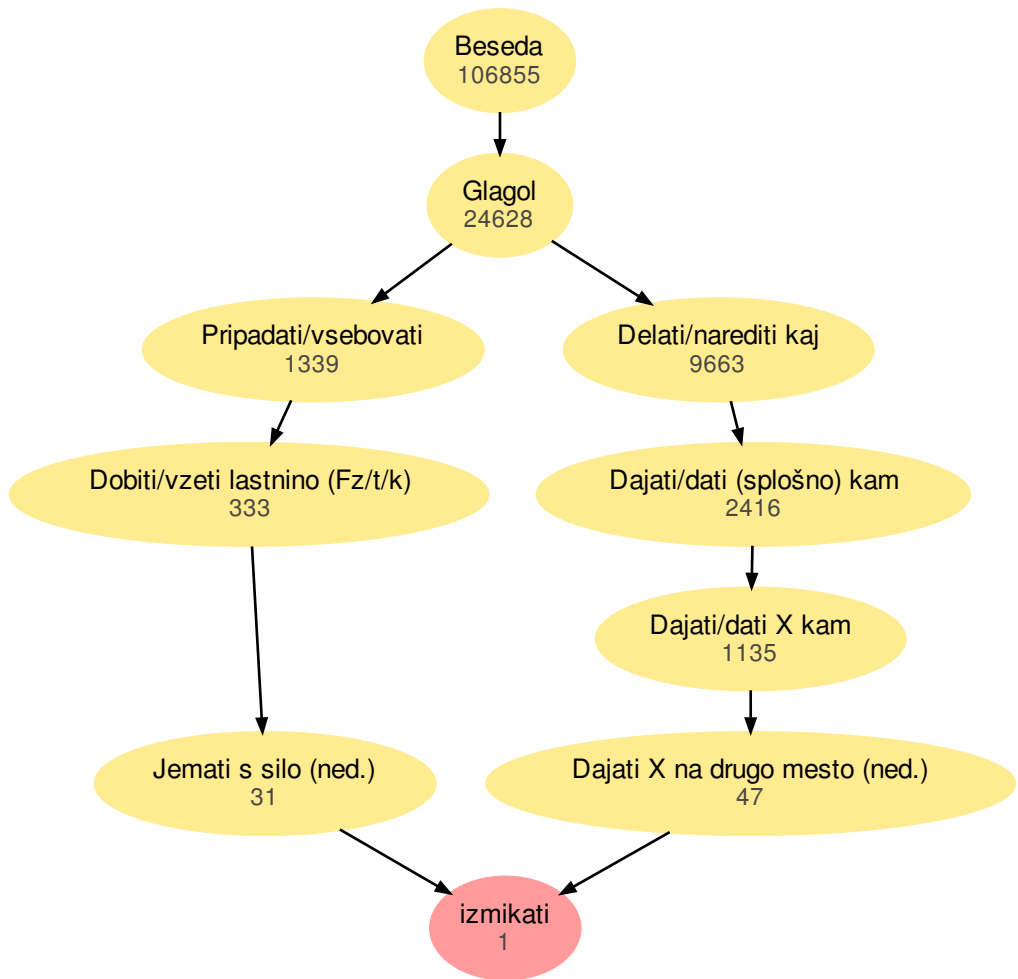 Beseda
106855
Glagol
24628
Pripadati/vsebovati
1339
Delati/narediti kaj
9663
Dobiti/vzeti lastnino (Fz/t/k)
333
Dajati/dati (splošno) kam
2416
Dajati/dati X kam
1135
Jemati s silo (ned.)
31
Dajati X na drugo mesto (ned.)
47
izmikati
1